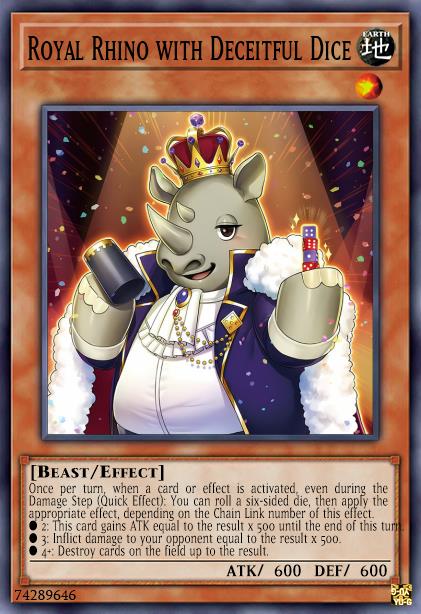 ROYAL RHINO WITH DECEITFUL DICE
EARTH
地
[BEAST/EFFECT]
Once per turn, when a card or effect is activated, even during the
Damage Step (Quick Effect): You can roll a six-sided die, then apply the
appropriate effect, depending on the Chain Link number of this effect.
● 2: This card gains ATK equal to the result x 500 until the end of this turn.
● 3: Inflict damage to your opponent equal to the result x 500.
● 4+: Destroy cards on the field up to the result.
ATK/ 600 DEF/ 600
74289646